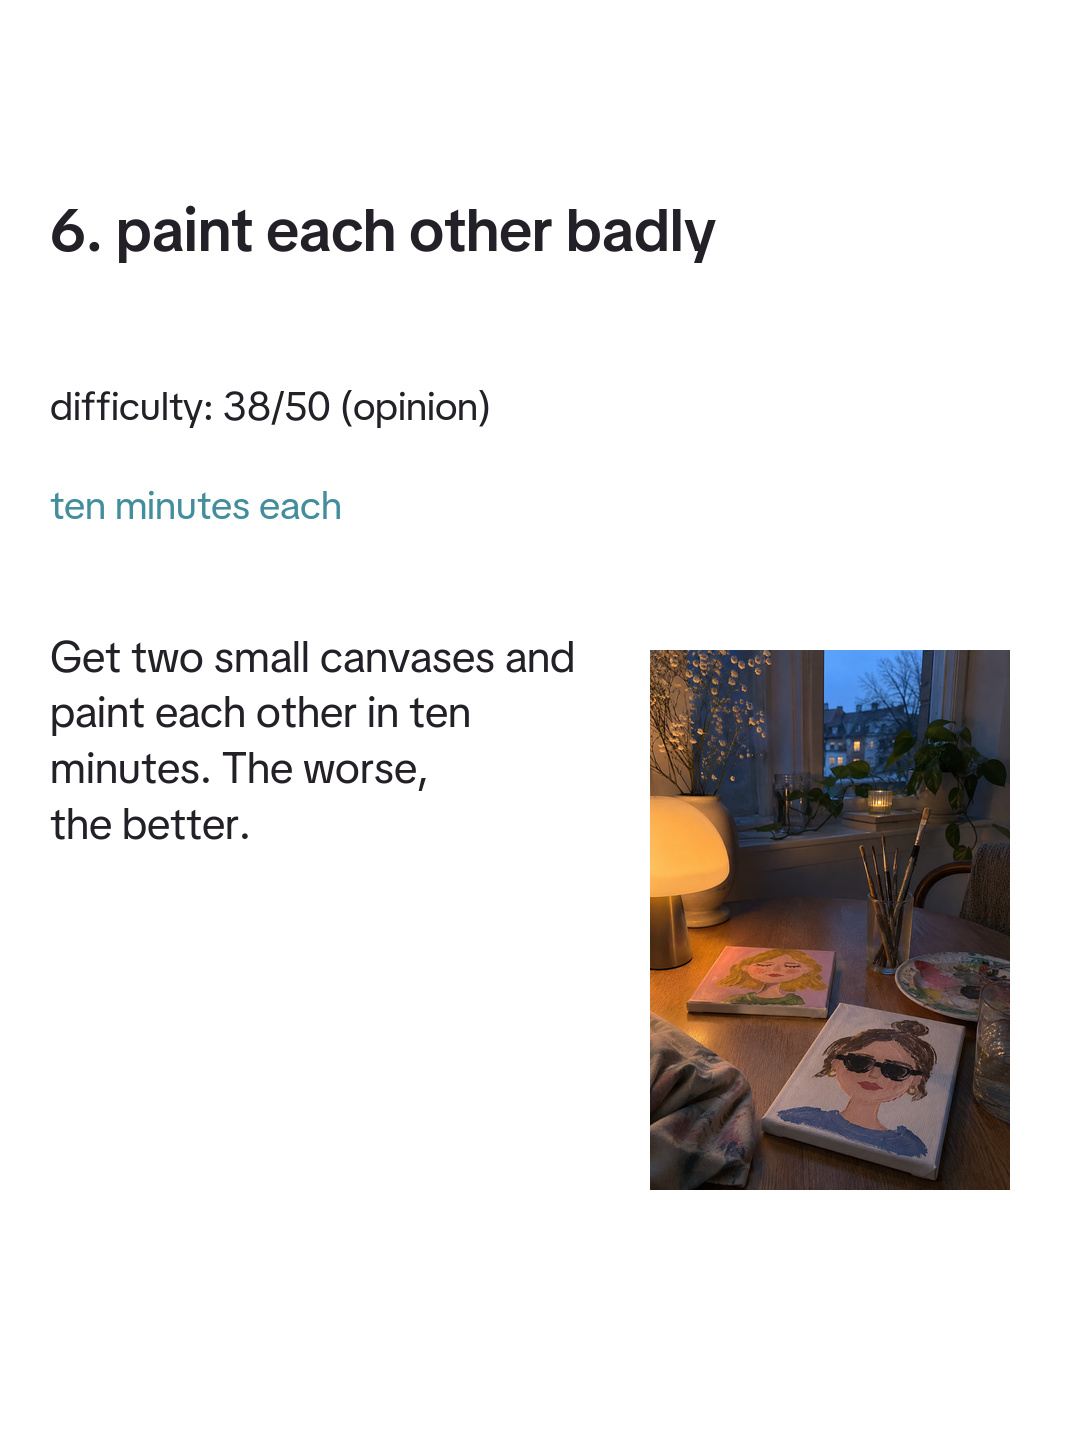 6. paint each other badly
difficulty: 38/50 (opinion)
ten minutes each
Get two small canvases and
paint each other in ten
minutes. The worse,
the better.